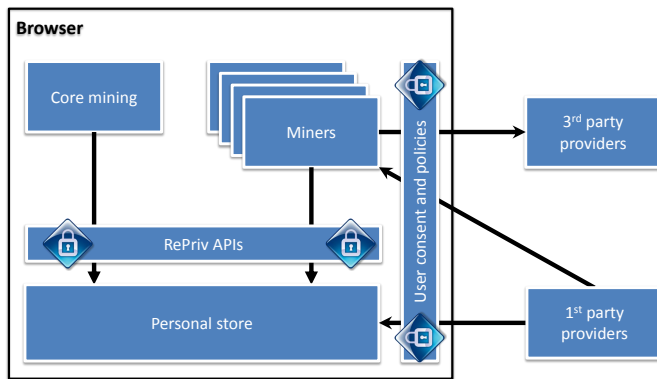 Browser
Core mining
Miners
3rd party
providers
User consent and policies
RePriv APIs
Personal store
1st party
providers